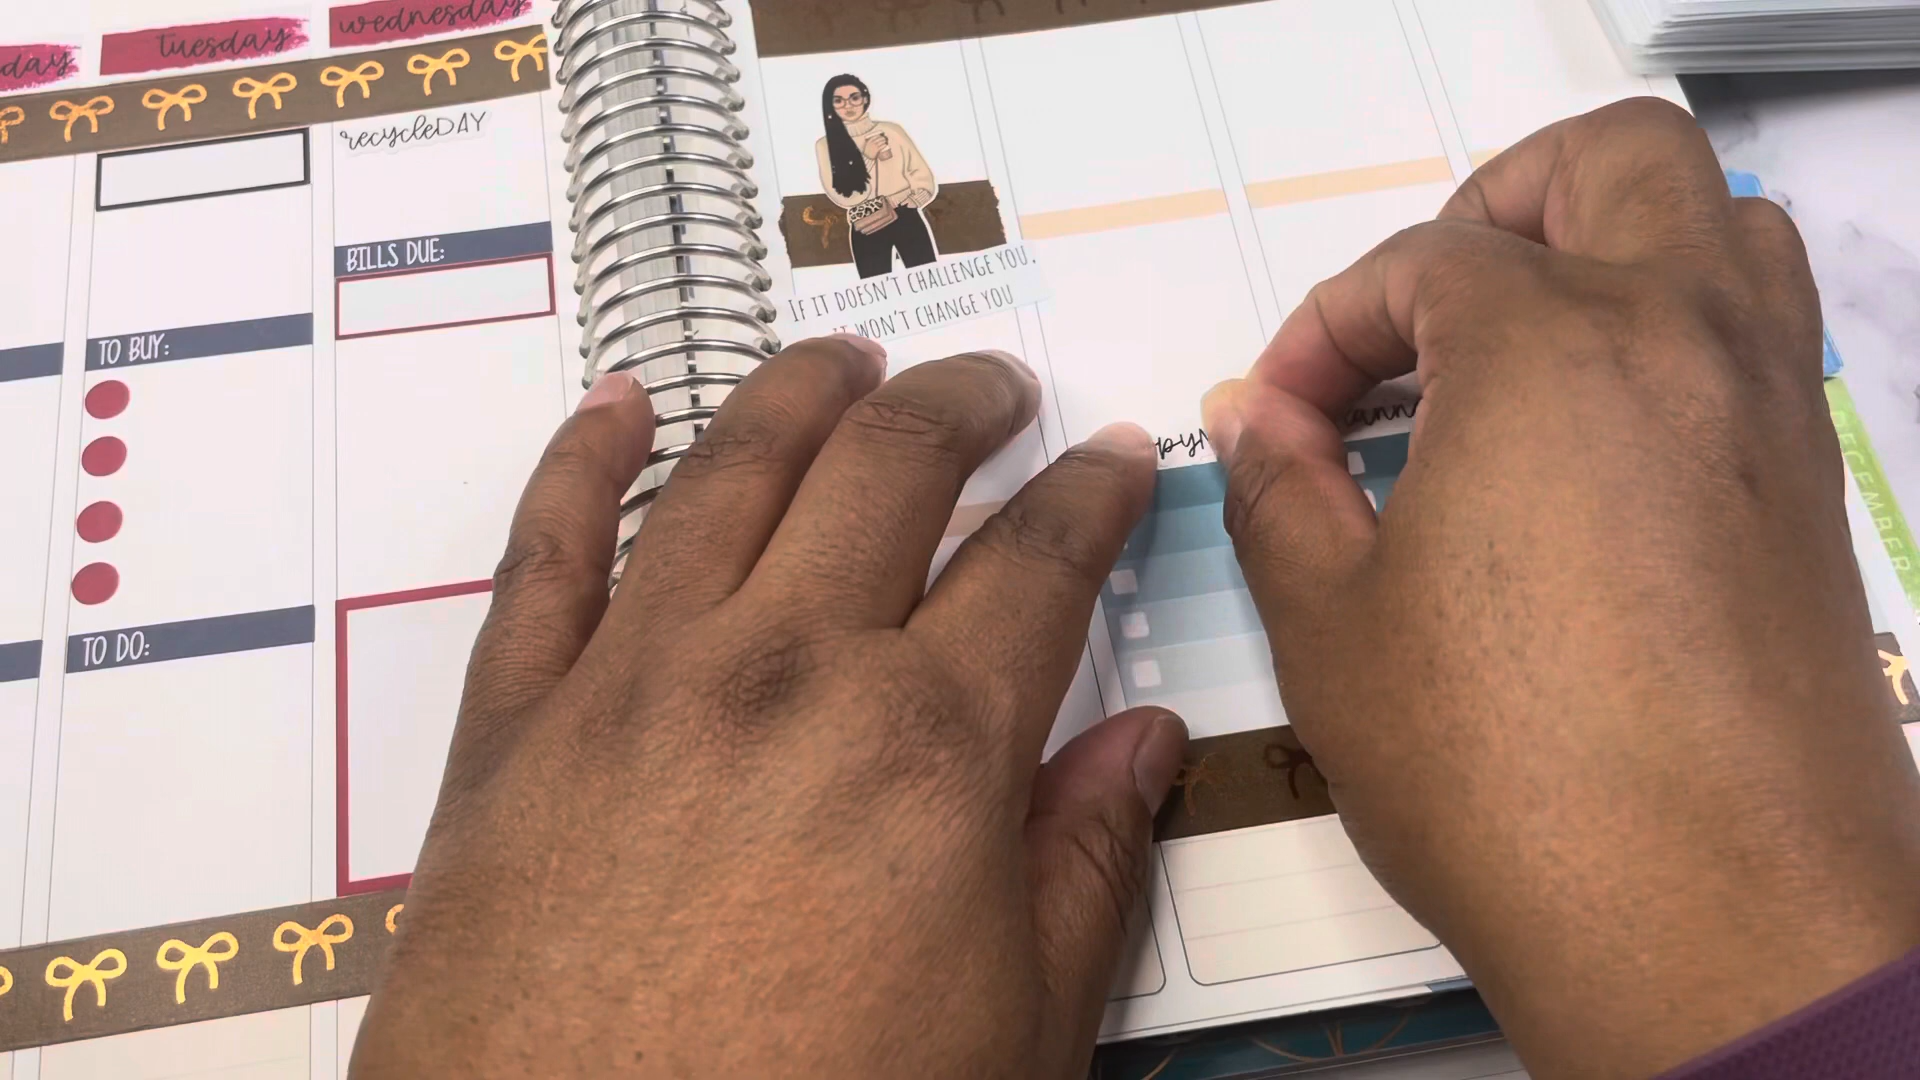 day
tuesday
wednesday
recycleDAY
BILLS DUE:
TO BUY:
TO DO:
IF IT DOESN'T CHALLENGE YOU,
IT WON'T CHANGE YOU
DECEMBER